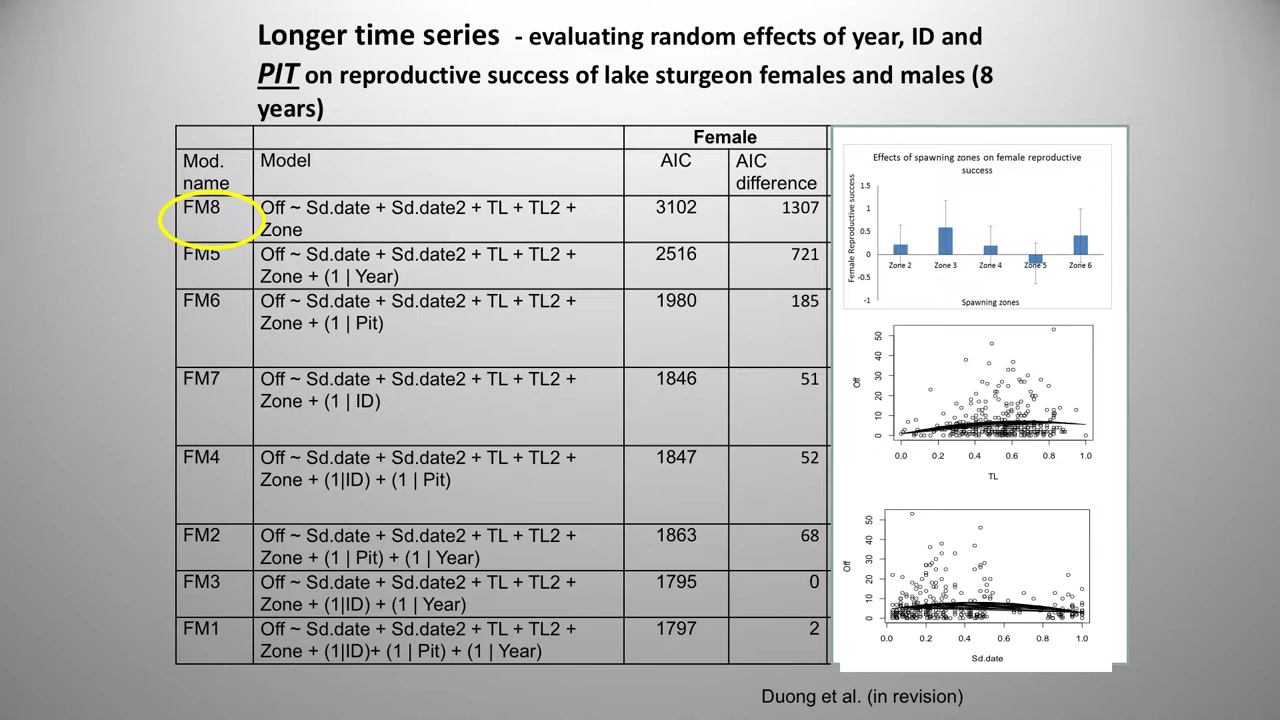 Longer time series - evaluating random effects of year, ID and
PIT on reproductive success of lake sturgeon females and males (8
years)
Female
Mod. name Model AIC AIC difference
FM8 Off ~ Sd.date + Sd.date2 + TL + TL2 + 3102 1307
Zone
FM5 Off ~ Sd.date + Sd.date2 + TL + TL2 + 2516 721
Zone + (1 | Year)
FM6 Off ~ Sd.date + Sd.date2 + TL + TL2 + 1980 185
Zone + (1 | Pit)
FM7 Off ~ Sd.date + Sd.date2 + TL + TL2 + 1846 51
Zone + (1 | ID)
FM4 Off ~ Sd.date + Sd.date2 + TL + TL2 + 1847 52
Zone + (1|ID) + (1 | Pit)
FM2 Off ~ Sd.date + Sd.date2 + TL + TL2 + 1863 68
Zone + (1 | Pit) + (1 | Year)
FM3 Off ~ Sd.date + Sd.date2 + TL + TL2 + 1795 0
Zone + (1|ID) + (1 | Year)
FM1 Off ~ Sd.date + Sd.date2 + TL + TL2 + 1797 2
Zone + (1|ID)+ (1 | Pit) + (1 | Year)
Effects of spawning zones on female reproductive
success
Female Reproductive success
1.5
1
0.5
0
-0.5
-1
Zone 2 Zone 3 Zone 4 Zone 5 Zone 6
Spawning zones
Off
50
40
30
20
10
0
0.0 0.2 0.4 0.6 0.8 1.0
TL
Off
50
40
30
20
10
0
0.0 0.2 0.4 0.6 0.8 1.0
Sd.date
Duong et al. (in revision)